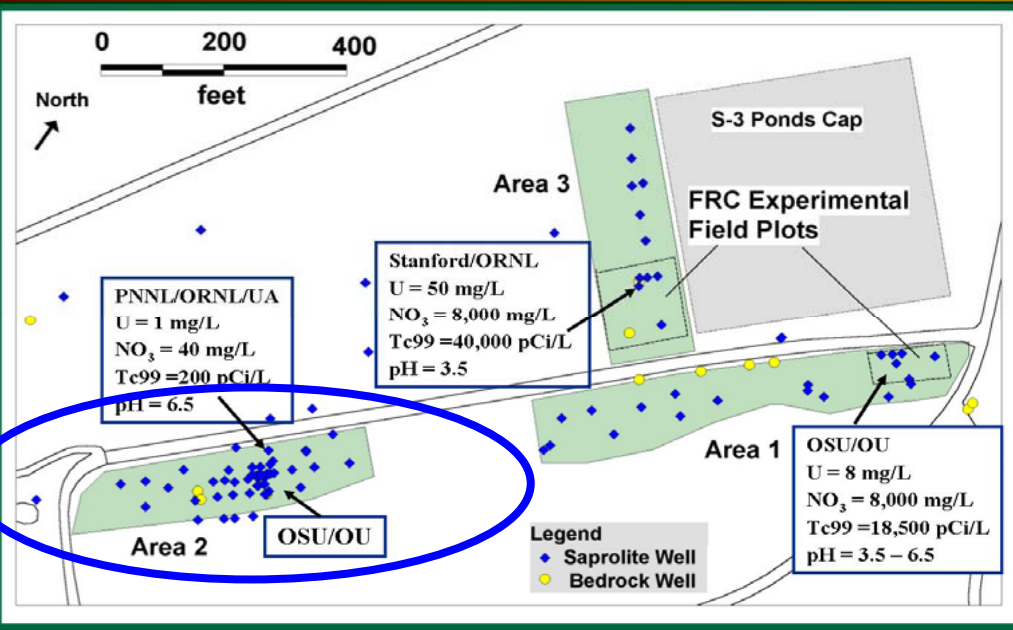 0 200 400
feet
North
S-3 Ponds Cap
Area 3
FRC Experimental
Field Plots
Stanford/ORNL
U = 50 mg/L
NO₃ = 8,000 mg/L
Tc99 =40,000 pCi/L
pH = 3.5
PNNL/ORNL/UA
U = 1 mg/L
NO₃ = 40 mg/L
Tc99 =200 pCi/L
pH = 6.5
Area 1
OSU/OU
U = 8 mg/L
NO₃ = 8,000 mg/L
Tc99 =18,500 pCi/L
pH = 3.5 – 6.5
OSU/OU
Area 2
Legend
Saprolite Well
Bedrock Well